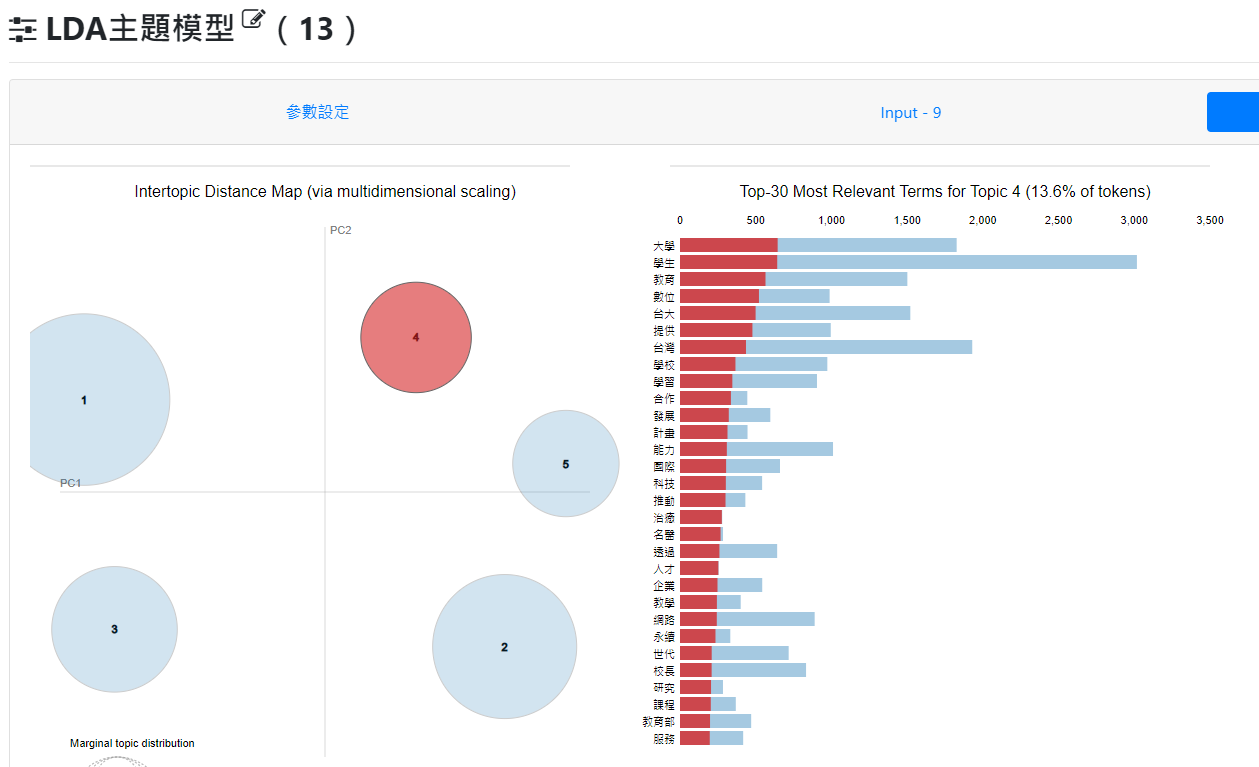 LDA主題模型 ( 13 )
參數設定
Input - 9
Intertopic Distance Map (via multidimensional scaling)
PC2
4
1
5
PC1
3
2
Marginal topic distribution
Top-30 Most Relevant Terms for Topic 4 (13.6% of tokens)
0 500 1,000 1,500 2,000 2,500 3,000 3,500
大學
學生
教育
數位
台大
提供
台灣
學校
學習
合作
發展
計畫
能力
國際
科技
推動
治療
名醫
透過
人才
企業
教學
網路
永續
世代
校長
研究
課程
教育部
服務